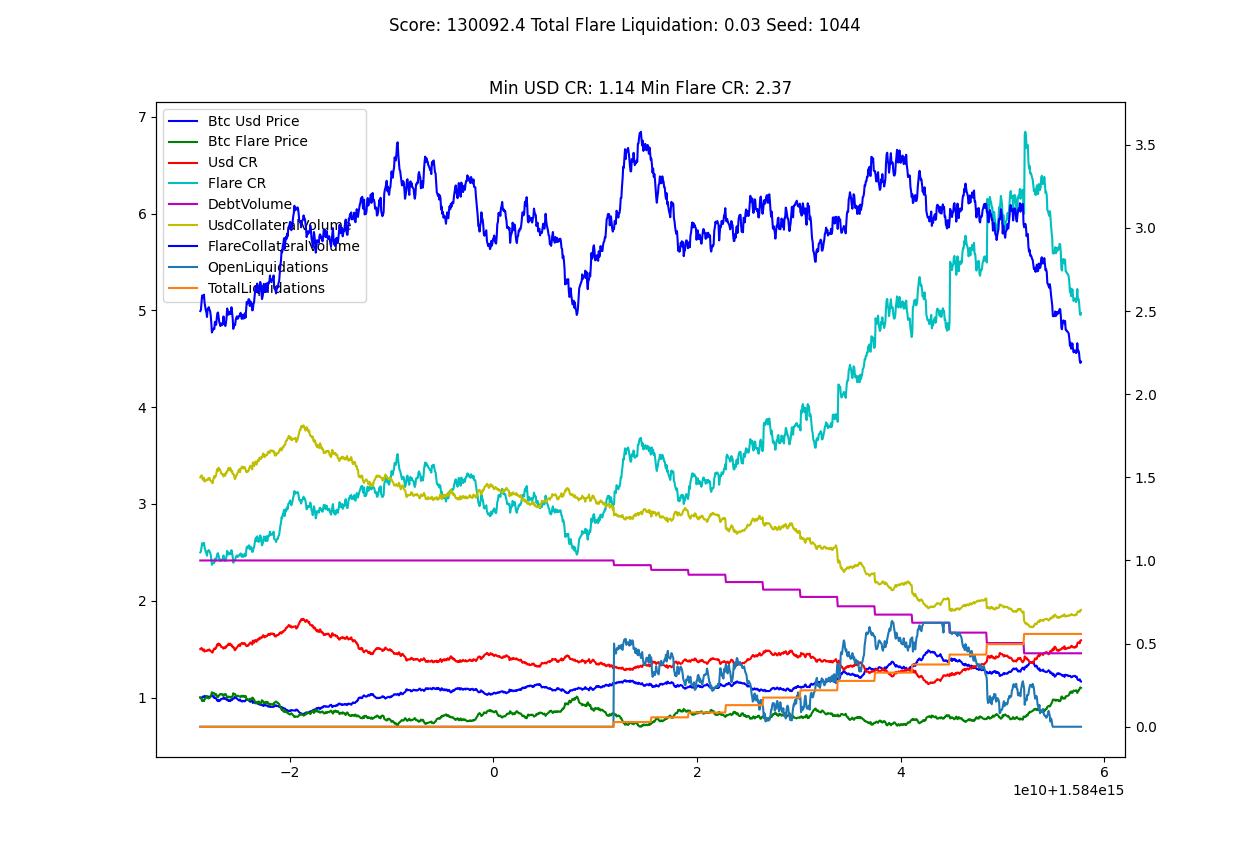 Score: 130092.4 Total Flare Liquidation: 0.03 Seed: 1044
Min USD CR: 1.14 Min Flare CR: 2.37
Btc Usd Price
Btc Flare Price
Usd CR
Flare CR
DebtVolume
UsdCollateralVolume
FlareCollateralVolume
OpenLiquidations
TotalLiquidations
7
6
5
4
3
2
1
3.5
3.0
2.5
2.0
1.5
1.0
0.5
0.0
−2
0
2
4
6
1e10+1.584e15